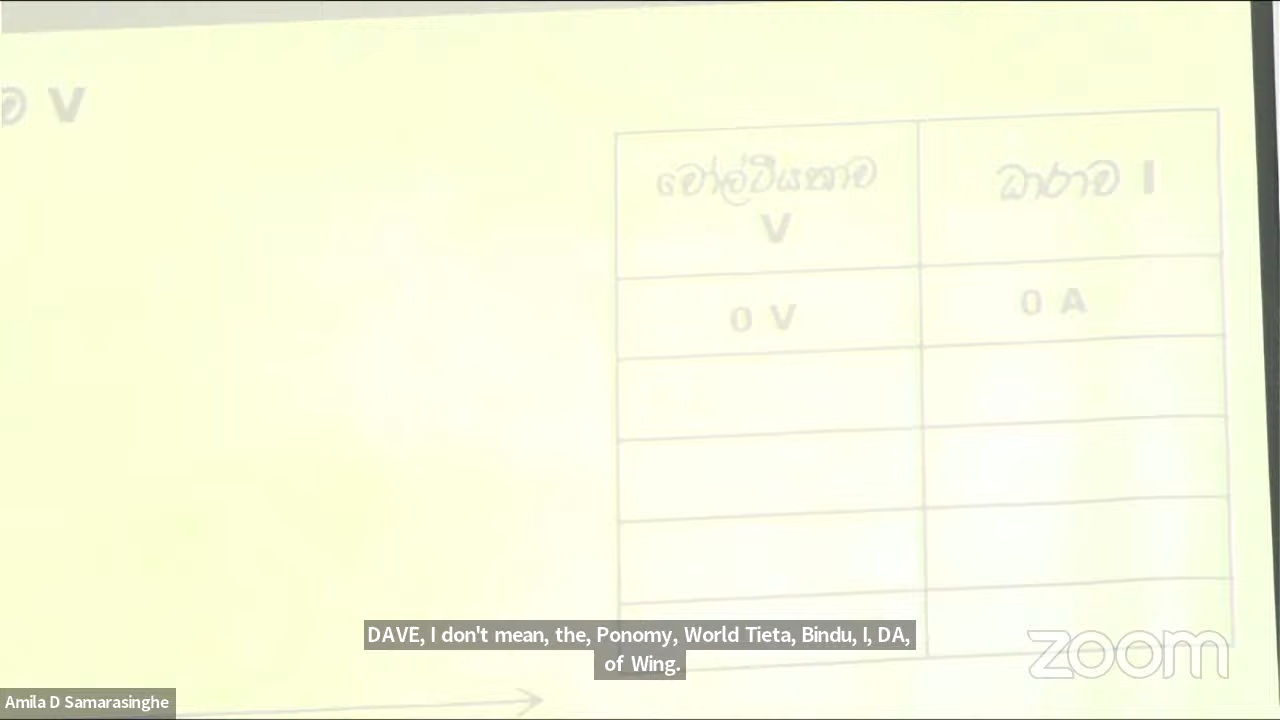 ම V
වෝල්ටීයතාව
V
ධාරාව I
0 V
0 A
DAVE, I don't mean, the, Ponomy, World Tieta, Bindu, I, DA,
of Wing.
zoom
Amila D Samarasinghe